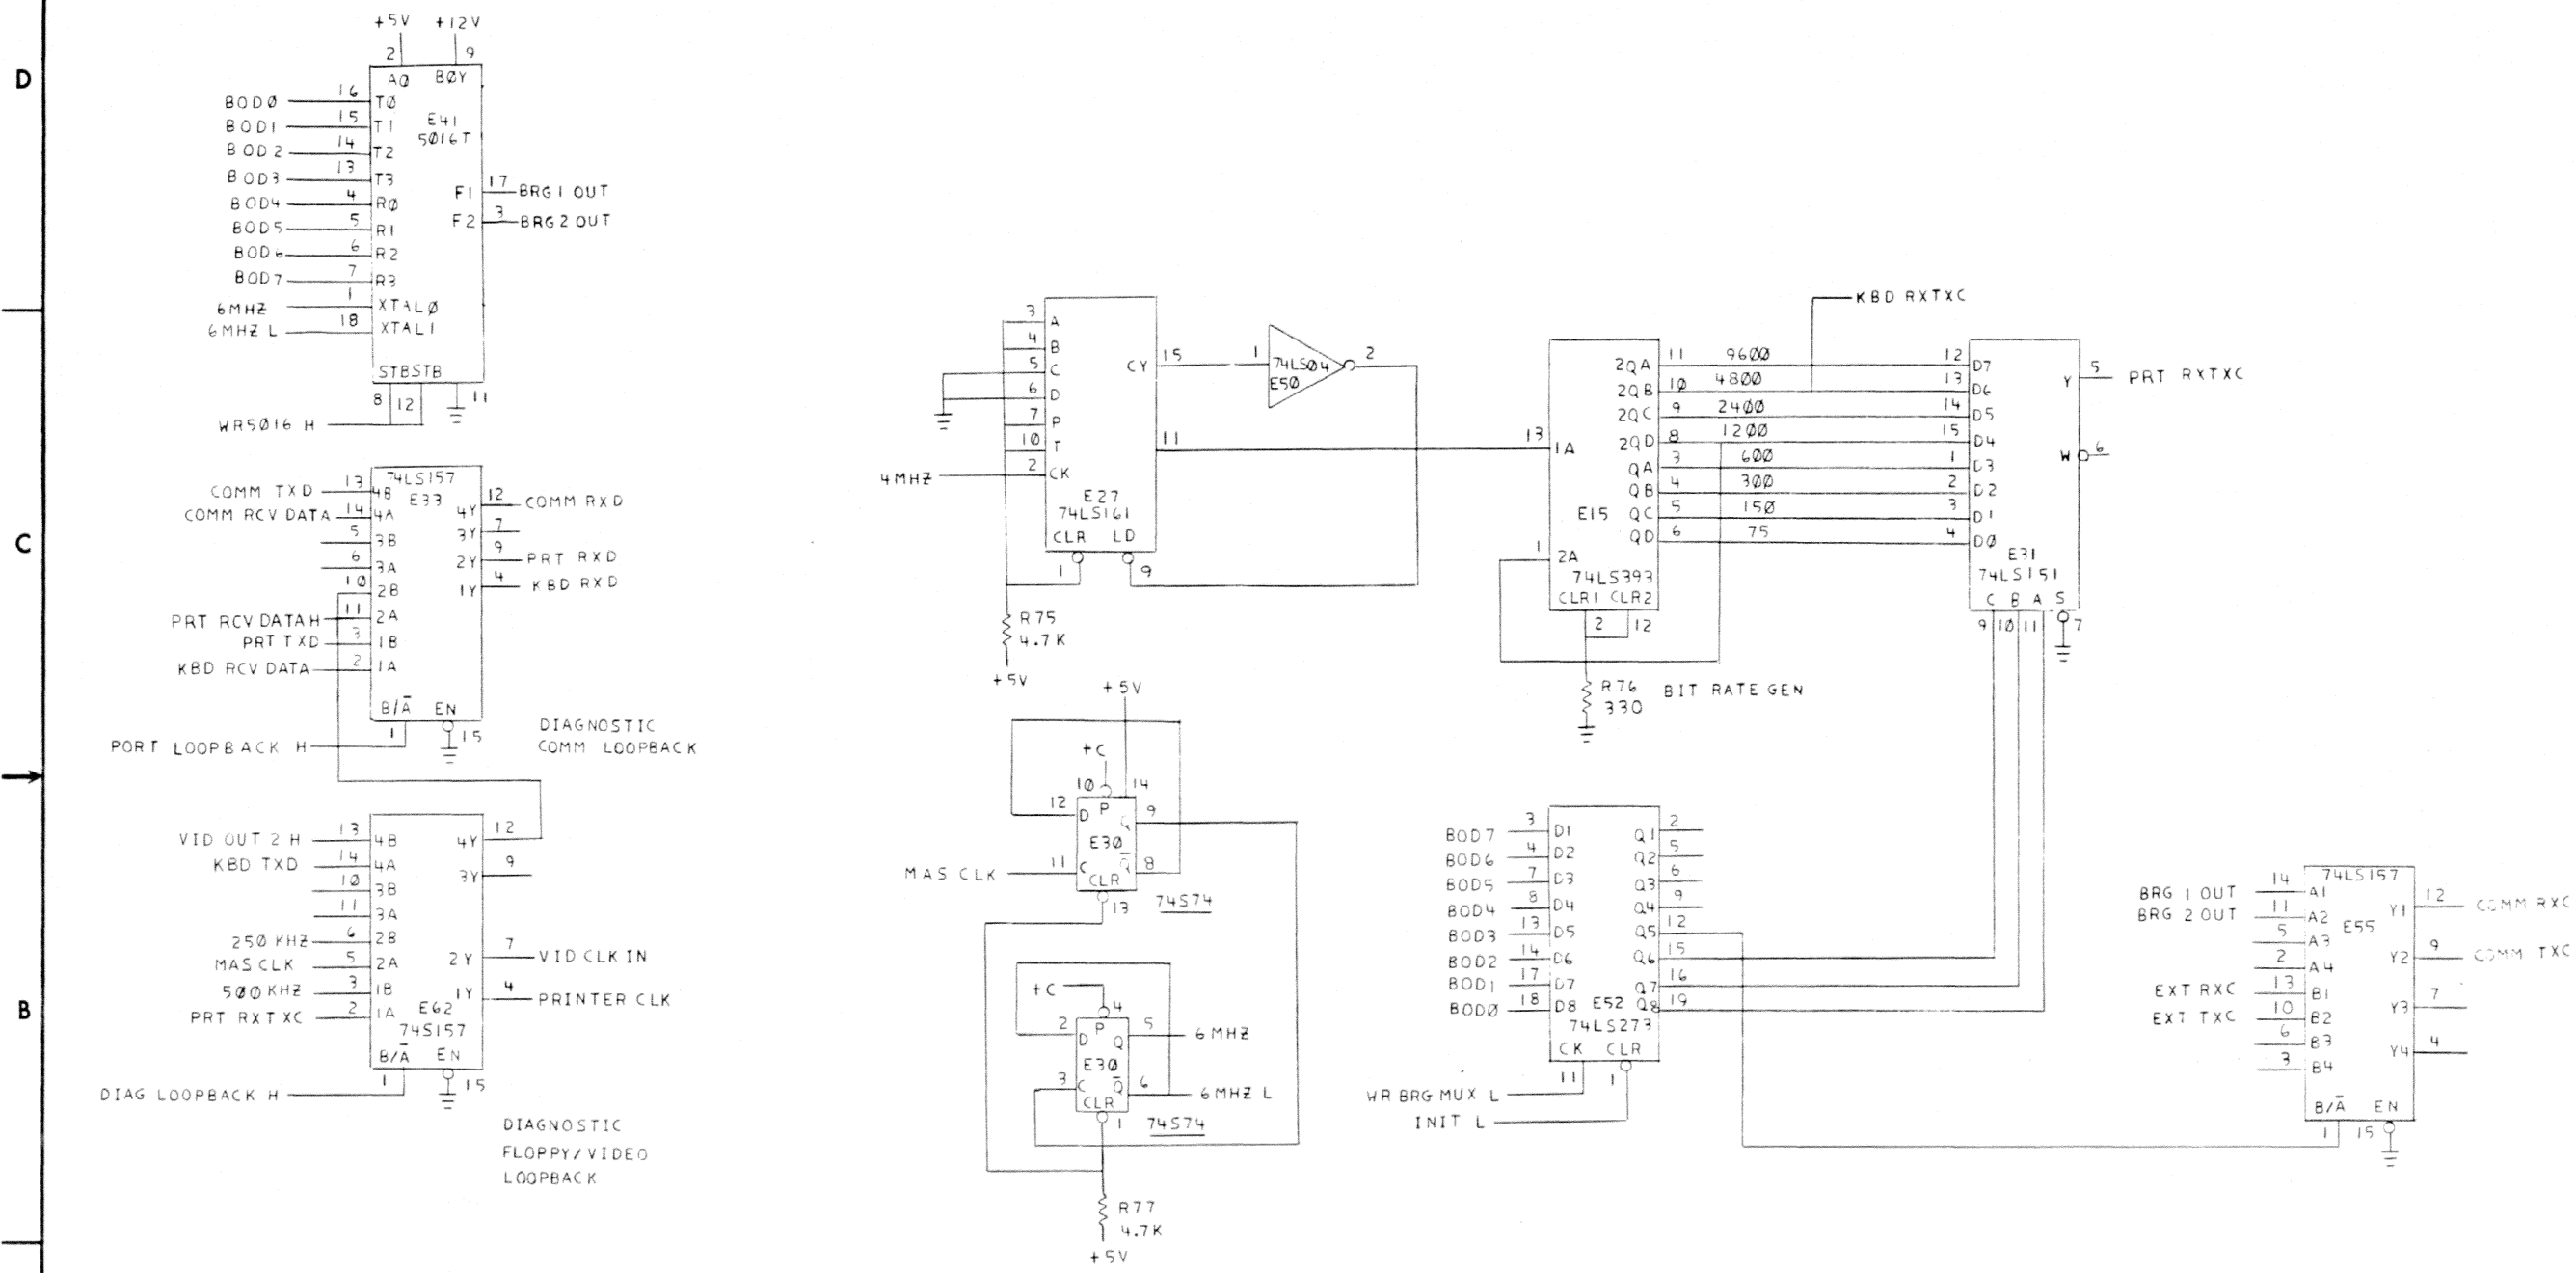 D
+5V +12V
2 9
AØ BØY
BODØ 16 TØ
BOD1 15 T1
E41
5Ø16T
BOD2 14 T2
BOD3 13 T3
F1 17 BRG1 OUT
BOD4 4 RØ
F2 3 BRG2 OUT
BOD5 5 R1
BOD6 6 R2
BOD7 7 R3
6MHZ 1 XTALØ
6MHZ L 18 XTAL1
STBSTB
8 12 11
WR5Ø16 H
74LS157
E33
COMM TXD 13 4B
4Y 12 COMM RXD
COMM RCV DATA 14 4A
3Y 7
5 3B
2Y 9 PRT RXD
6 3A
1Y 4 KBD RXD
1Ø 2B
PRT RCV DATA H 11 2A
PRT TXD 3 1B
KBD RCV DATA 2 1A
B/A̅ EN
1 15
PORT LOOPBACK H
DIAGNOSTIC
COMM LOOPBACK
C
VID OUT 2 H 13 4B
4Y 12
KBD TXD 14 4A
3Y 9
1Ø 3B
11 3A
25Ø KHZ 6 2B
2Y 7 VID CLK IN
MAS CLK 5 2A
5ØØ KHZ 3 1B
1Y 4 PRINTER CLK
PRT RXTXC 2 1A
E62
74S157
B/A̅ EN
1 15
DIAG LOOPBACK H
DIAGNOSTIC
FLOPPY/VIDEO
LOOPBACK
B
3 A
4 B
5 C
6 D
7 P
1Ø T
4MHZ 2 CK
CY 15
11
E27
74LS161
CLR LD
1 9
R75
4.7K
+5V
1 74LSØ4 2
E5Ø
+5V
+C
1Ø 14
12 D P Q 9
E3Ø
MAS CLK 11 C Q̅ 8
CLR
13 74S74
+C
4
2 D P Q 5 6MHZ
E3Ø
3 C Q̅ 6 6MHZ L
CLR
1 74S74
R77
4.7K
+5V
KBD RXTXC
13 1A
2QA 11 96ØØ 12 D7
2QB 1Ø 48ØØ 13 D6
2QC 9 24ØØ 14 D5
2QD 8 12ØØ 15 D4
QA 3 6ØØ 1 D3
QB 4 3ØØ 2 D2
QC 5 15Ø 3 D1
QD 6 75 4 DØ
E15
1 2A
74LS393
CLR1 CLR2
2 12
R76
33Ø
BIT RATE GEN
Y 5 PRT RXTXC
W 6
E31
74LS151
C B A S
9 1Ø 11 7
BOD7 3 D1 Q1 2
BOD6 4 D2 Q2 5
BOD5 7 D3 Q3 6
BOD4 8 D4 Q4 9
BOD3 13 D5 Q5 12
BOD2 14 D6 Q6 15
BOD1 17 D7 Q7 16
BODØ 18 D8 E52 Q8 19
74LS273
CK CLR
11 1
WR BRG MUX L
INIT L
74LS157
E55
BRG 1 OUT 14 A1
Y1 12 COMM RXC
BRG 2 OUT 11 A2
5 A3
Y2 9 COMM TXC
2 A4
EXT RXC 13 B1
Y3 7
EXT TXC 1Ø B2
6 B3
Y4 4
3 B4
B/A̅ EN
1 15